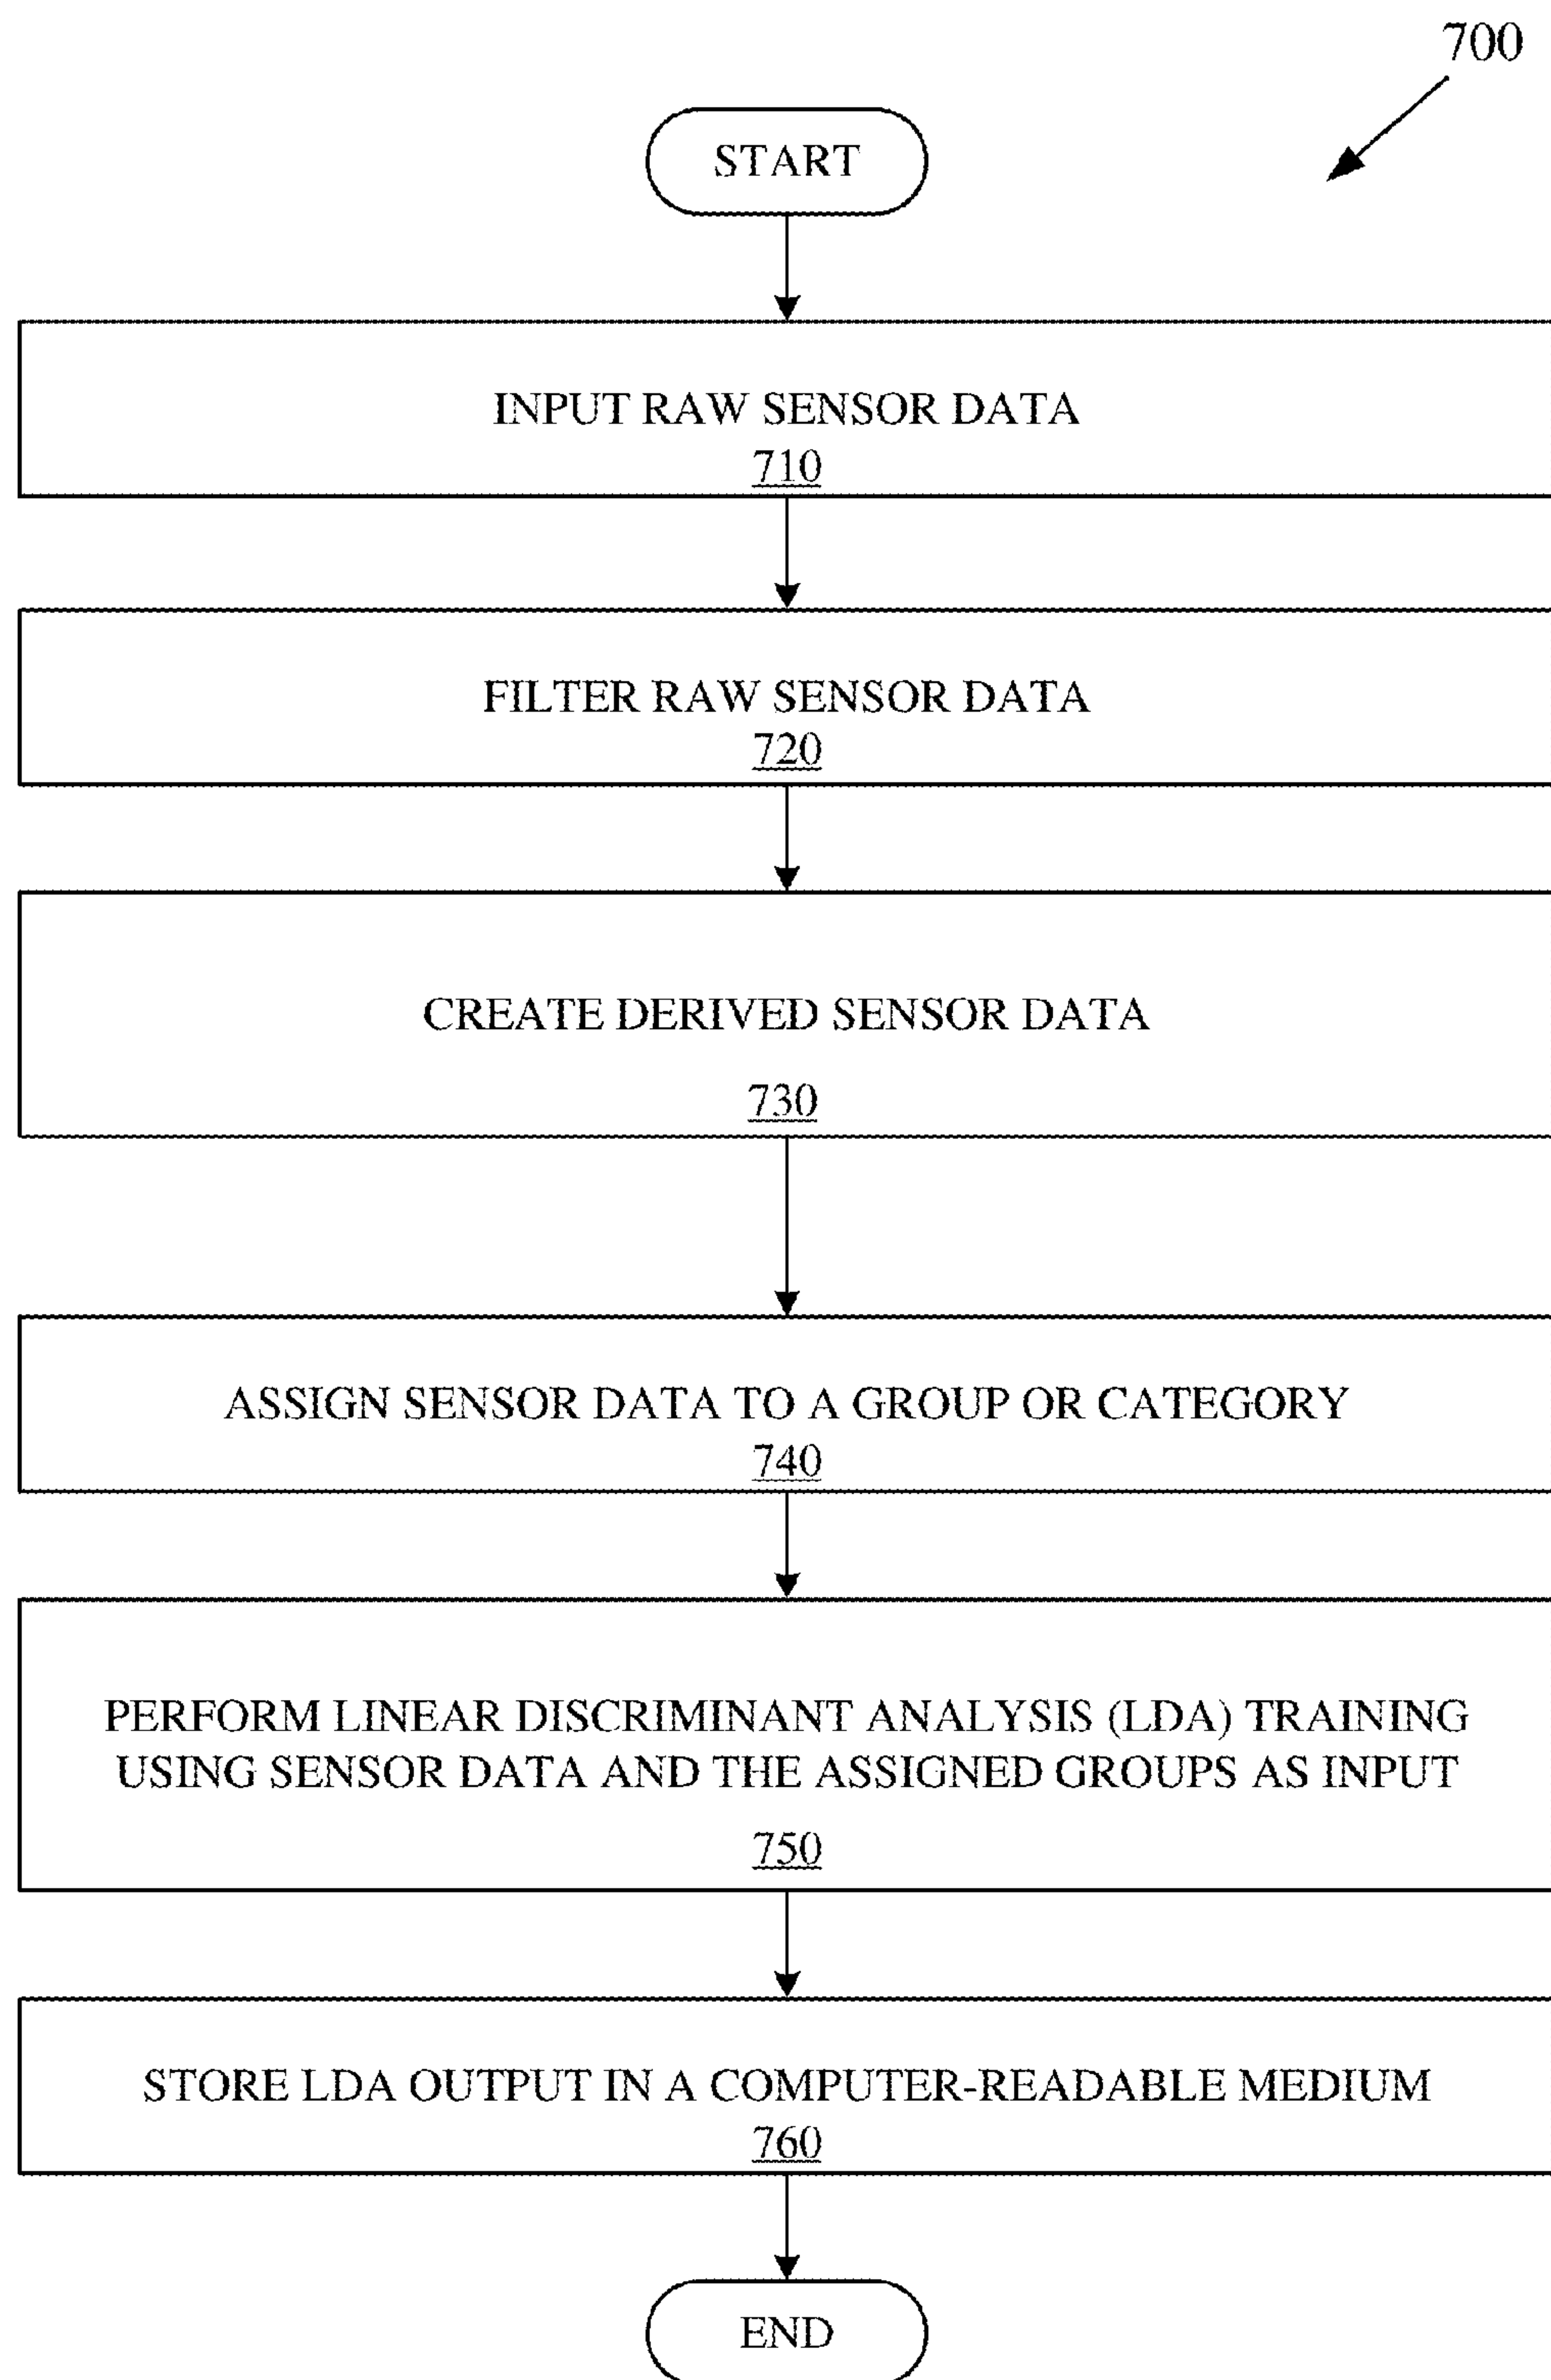 700
START
INPUT RAW SENSOR DATA
710
FILTER RAW SENSOR DATA
720
CREATE DERIVED SENSOR DATA
730
ASSIGN SENSOR DATA TO A GROUP OR CATEGORY
740
PERFORM LINEAR DISCRIMINANT ANALYSIS (LDA) TRAINING
USING SENSOR DATA AND THE ASSIGNED GROUPS AS INPUT
750
STORE LDA OUTPUT IN A COMPUTER-READABLE MEDIUM
760
END